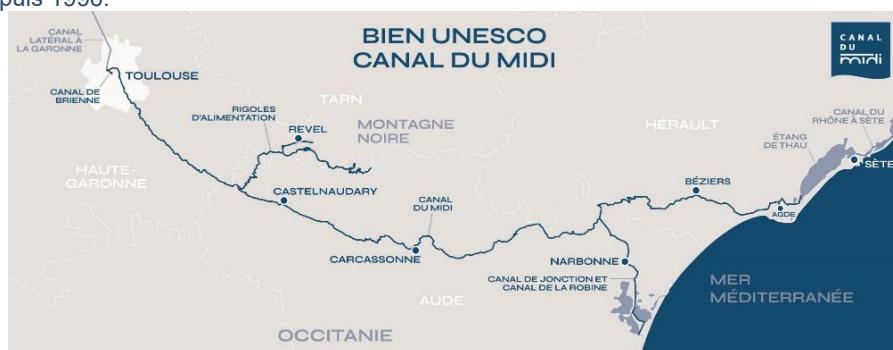 puis 1996.
BIEN UNESCO
CANAL DU MIDI
CANAL
DU
midi
CANAL
LATÉRAL À
LA GARONNE
TOULOUSE
CANAL DE
BRIENNE
TARN
RIGOLES
D'ALIMENTATION
REVEL
MONTAGNE
NOIRE
HÉRAULT
CANAL DU
RHÔNE À SÈTE
ÉTANG
DE THAU
SÈTE
HAUTE-
GARONNE
CASTELNAUDARY
CANAL
DU MIDI
BÉZIERS
AGDE
CARCASSONNE
NARBONNE
CANAL DE JONCTION ET
CANAL DE LA ROBINE
MER
MÉDITERRANÉE
AUDE
OCCITANIE